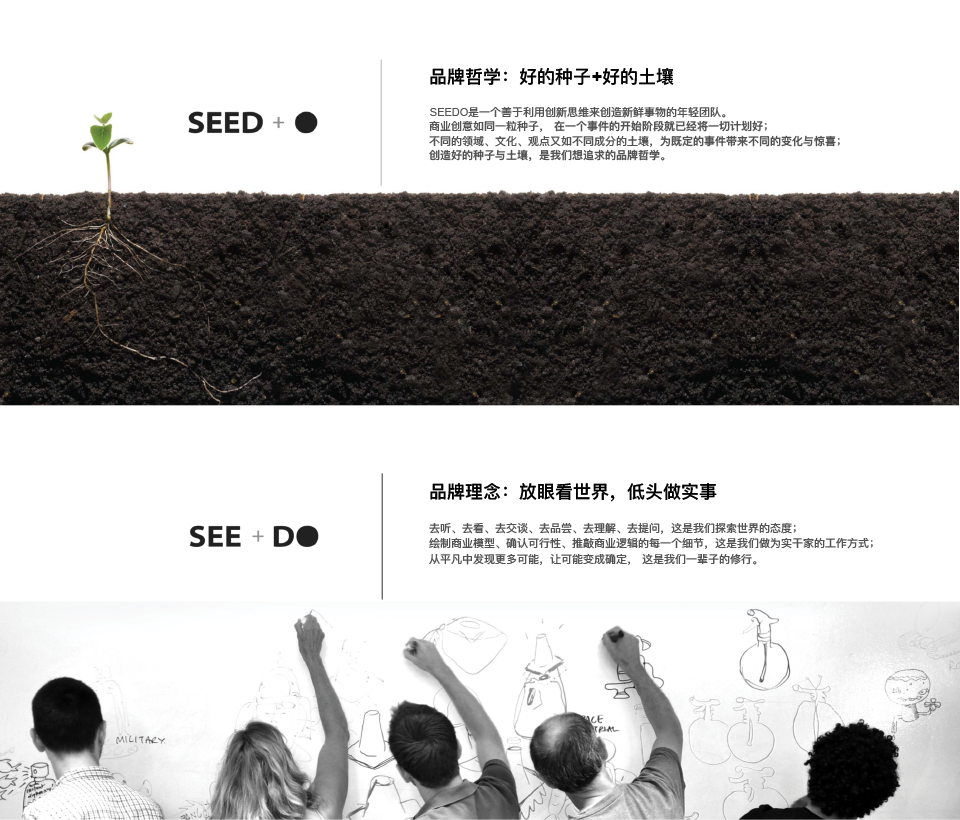 品牌哲学：好的种子+好的土壤
SEED + ●
SEEDO是一个善于利用创新思维来创造新鲜事物的年轻团队。
商业创意如同一粒种子， 在一个事件的开始阶段就已经将一切计划好；
不同的领域、文化、观点又如不同成分的土壤，为既定的事件带来不同的变化与惊喜；
创造好的种子与土壤，是我们想追求的品牌哲学。
品牌理念：放眼看世界，低头做实事
SEE + DO
去听、去看、去交谈、去品尝、去理解、去提问，这是我们探索世界的态度；
绘制商业模型、确认可行性、推敲商业逻辑的每一个细节，这是我们做为实干家的工作方式；
从平凡中发现更多可能，让可能变成确定， 这是我们一辈子的修行。
MILITARY.